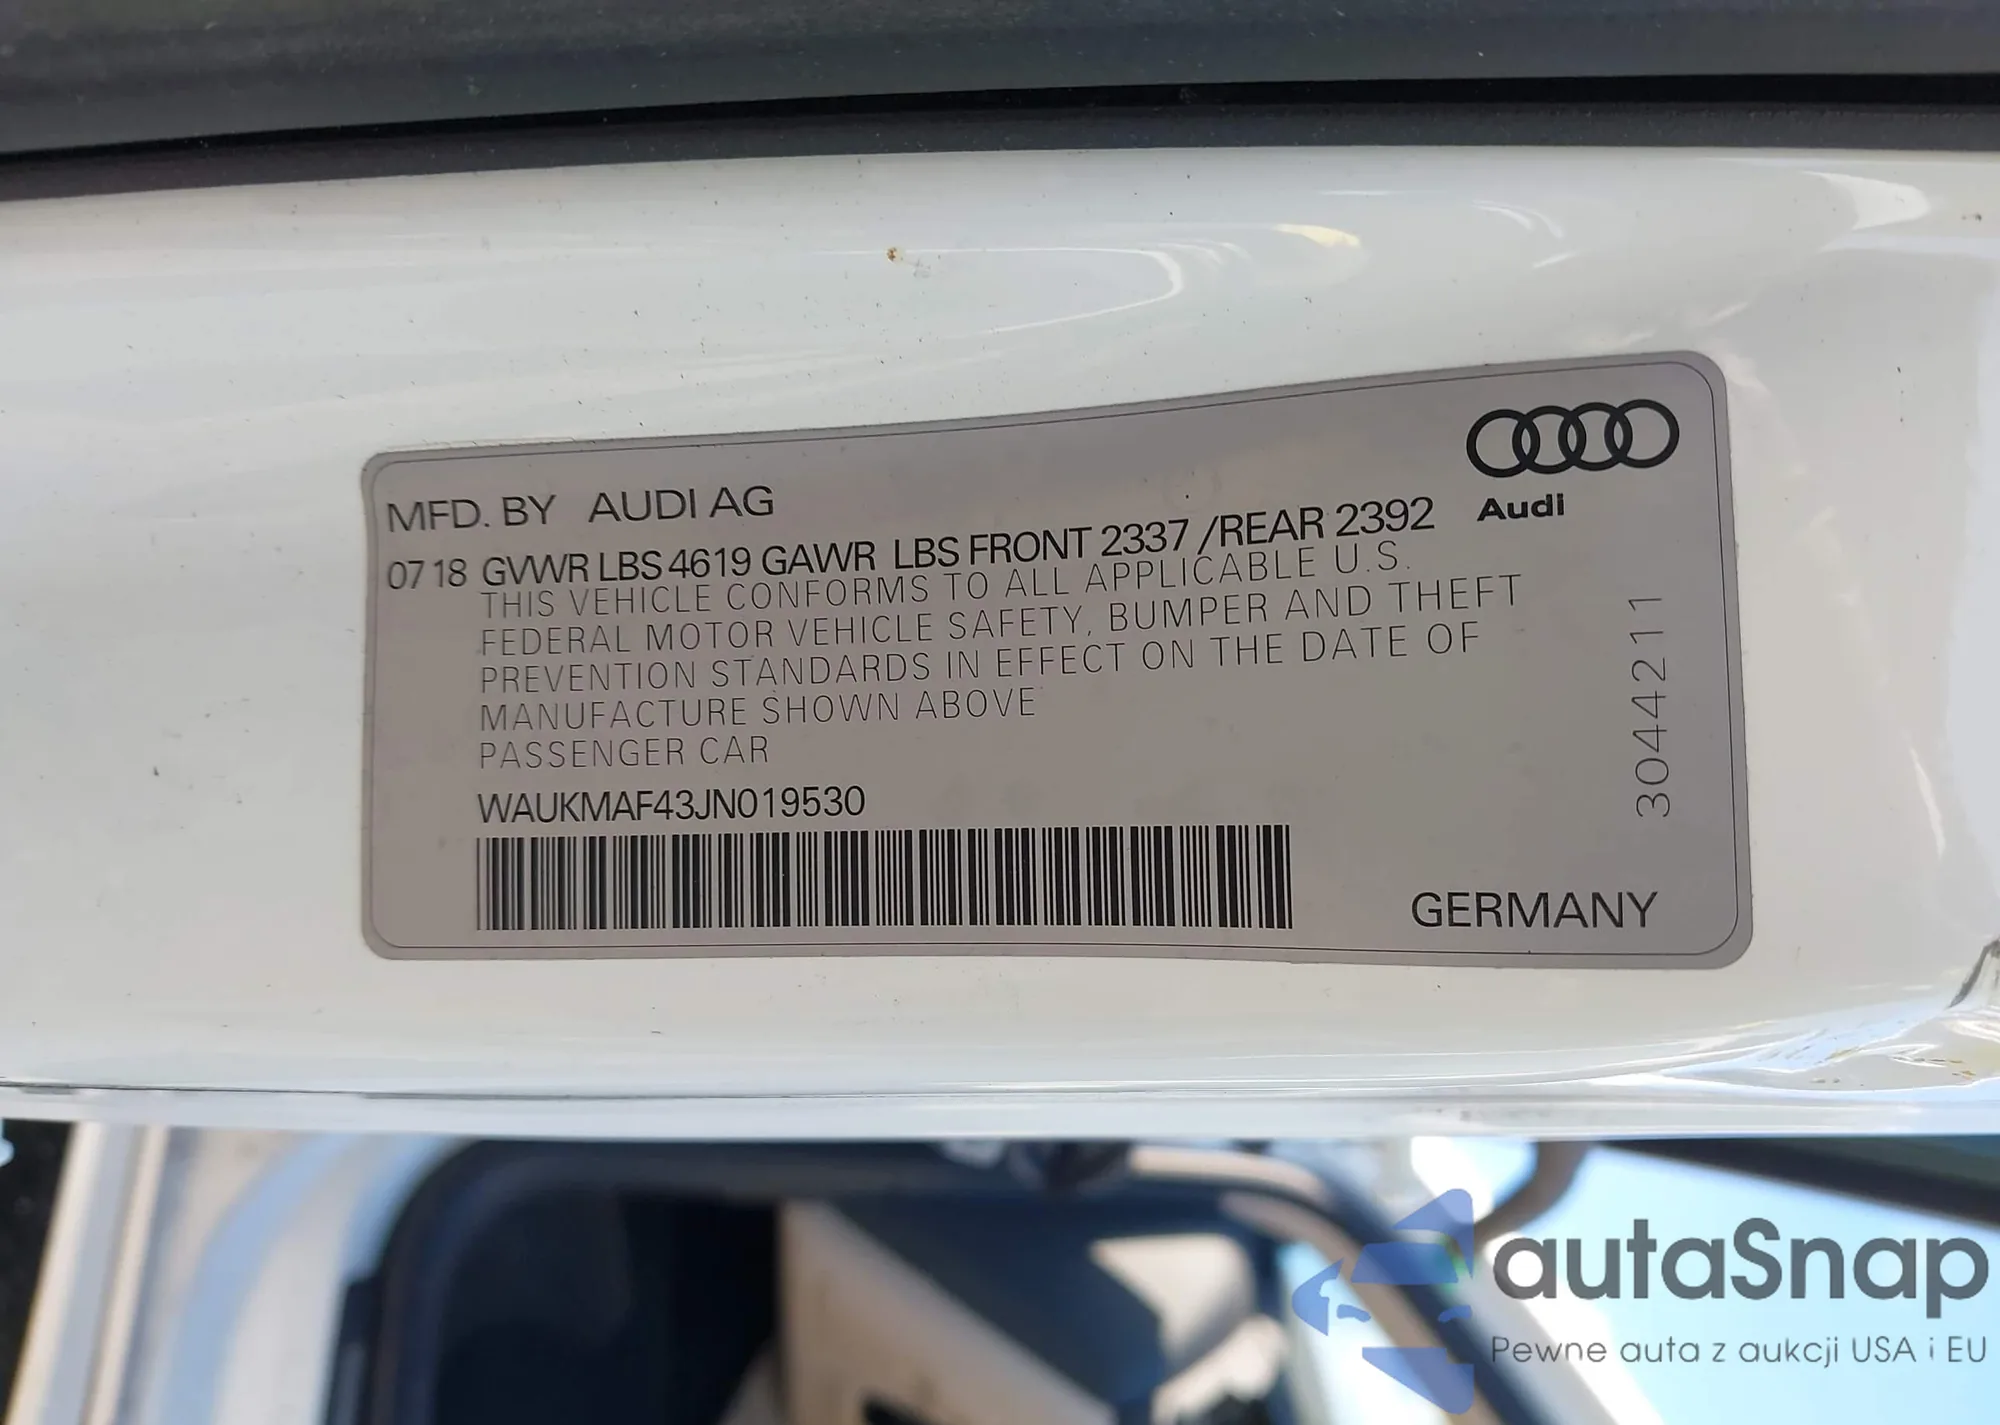 MFD. BY AUDI AG
Audi
07 18 GVWR LBS 4619 GAWR LBS FRONT 2337 /REAR 2392
THIS VEHICLE CONFORMS TO ALL APPLICABLE U.S.
FEDERAL MOTOR VEHICLE SAFETY, BUMPER AND THEFT
PREVENTION STANDARDS IN EFFECT ON THE DATE OF
MANUFACTURE SHOWN ABOVE
PASSENGER CAR
WAUKMAF43JN019530
3044211
GERMANY
autaSnap
Pewne auta z aukcji USA i EU